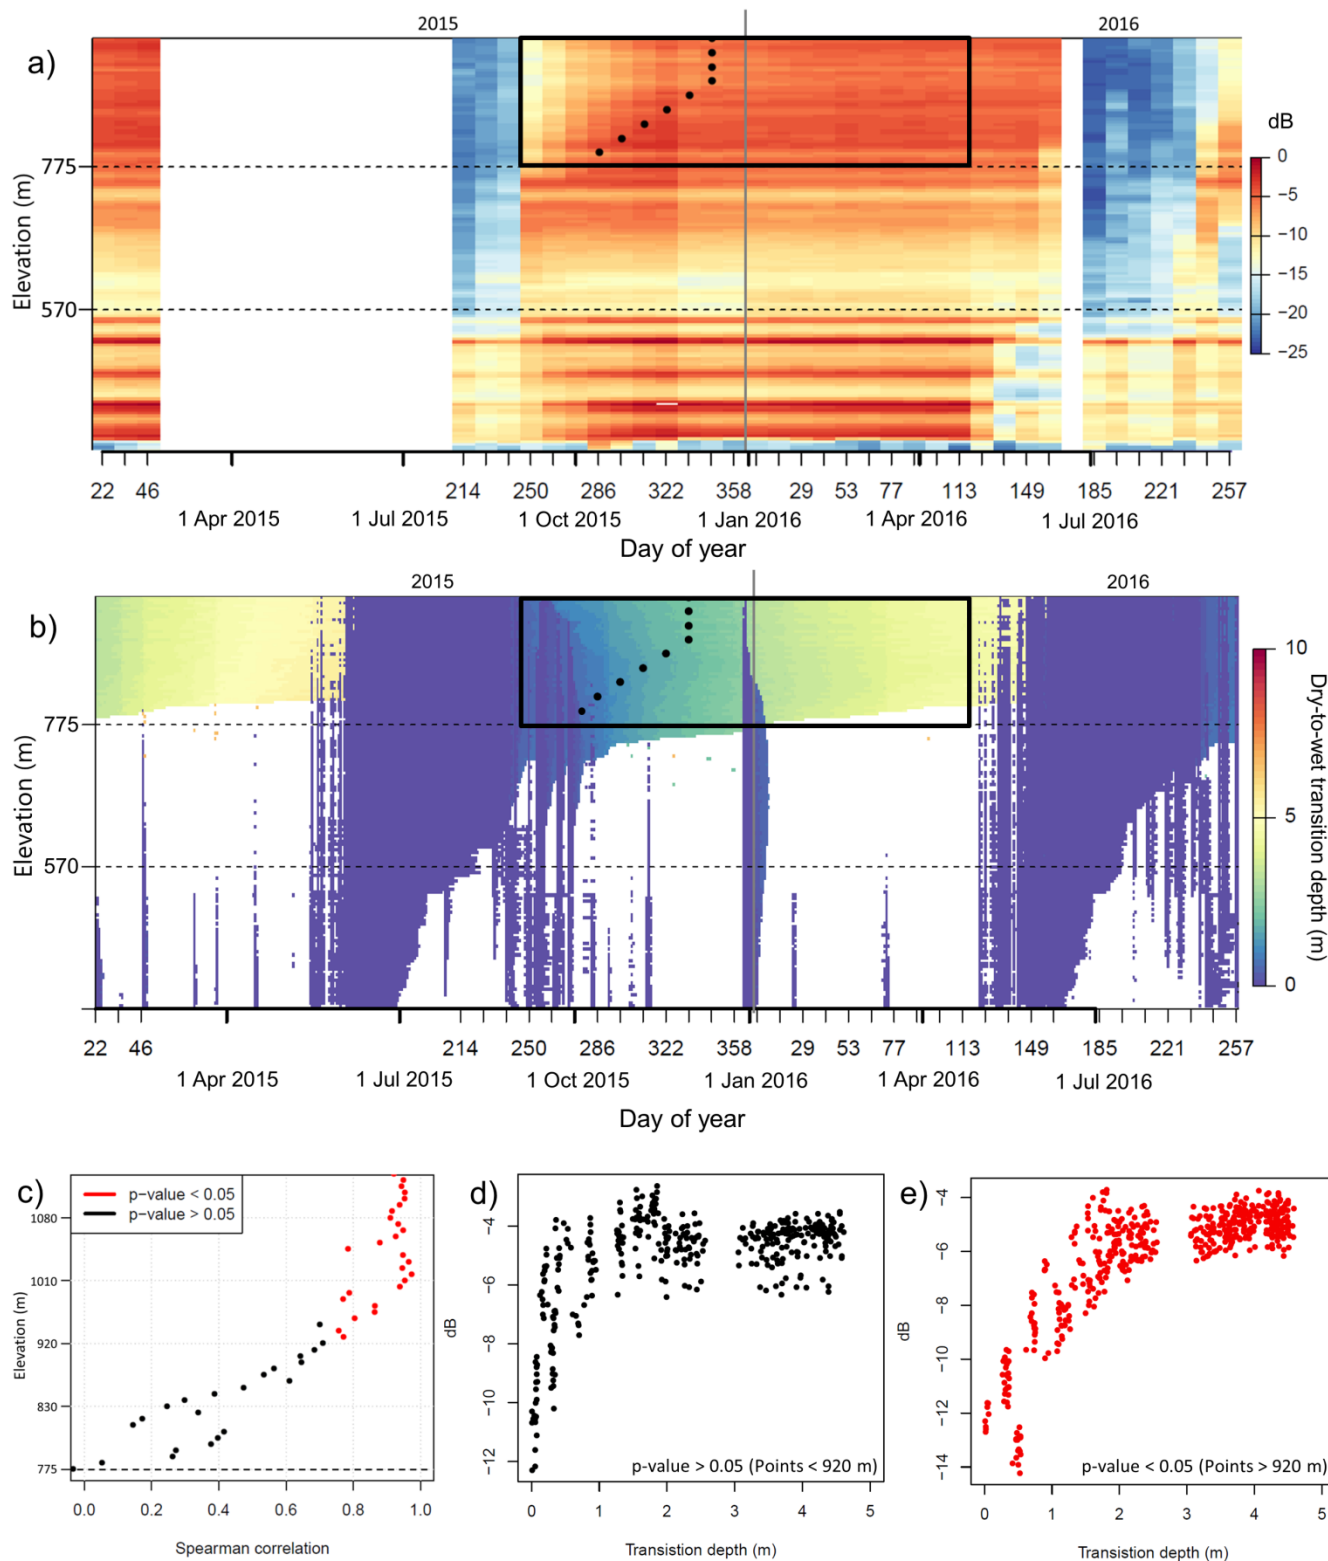 2015 2016
a)
Elevation (m)
775
570
dB
0
−5
−10
−15
−20
−25
22 46 214 250 286 322 358 29 53 77 113 149 185 221 257
1 Apr 2015 1 Jul 2015 1 Oct 2015 1 Jan 2016 1 Apr 2016 1 Jul 2016
Day of year
2015 2016
b)
Elevation (m)
775
570
10
5
0
Dry-to-wet transition depth (m)
22 46 214 250 286 322 358 29 53 77 113 149 185 221 257
1 Apr 2015 1 Jul 2015 1 Oct 2015 1 Jan 2016 1 Apr 2016 1 Jul 2016
Day of year
c)
p−value < 0.05
p−value > 0.05
Elevation (m)
1080
1010
920
830
775
0.0 0.2 0.4 0.6 0.8 1.0
Spearman correlation
d)
dB
−4
−6
−8
−10
−12
p−value > 0.05 (Points < 920 m)
0 1 2 3 4 5
Transistion depth (m)
e)
dB
−4
−6
−8
−10
−12
−14
p−value < 0.05 (Points > 920 m)
0 1 2 3 4 5
Transistion depth (m)